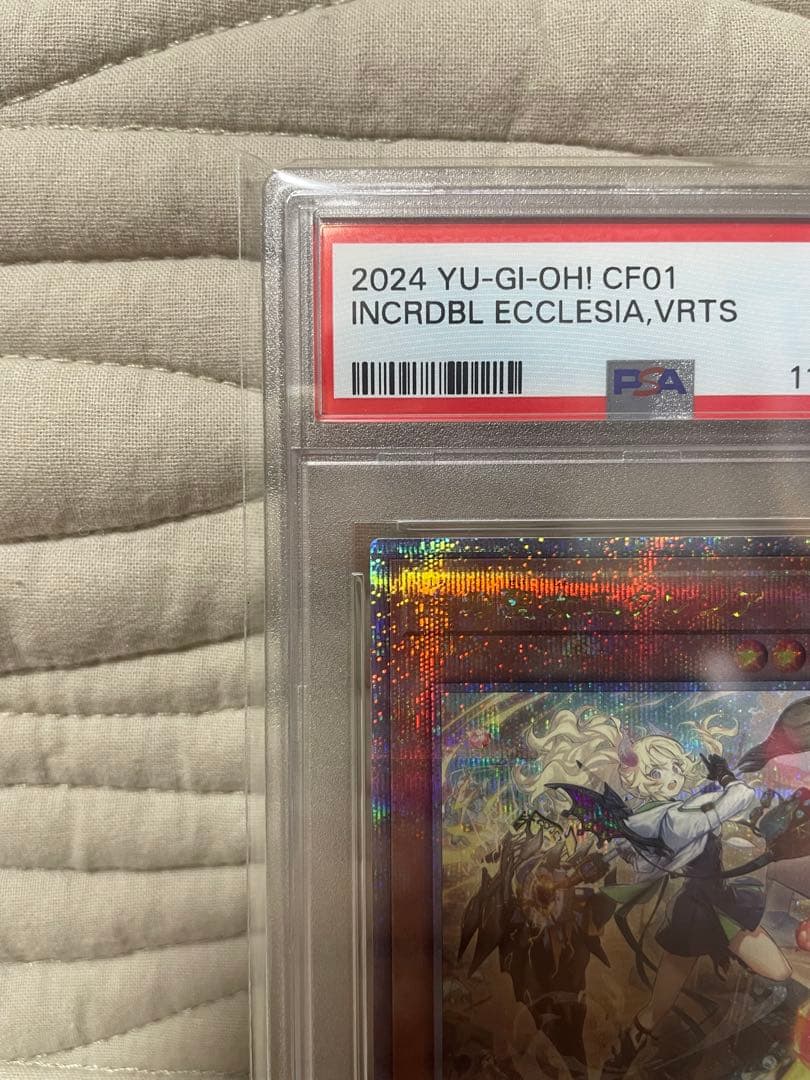 2024 YU-GI-OH! CF01
INCRDBL ECCLESIA,VRTS
PSA